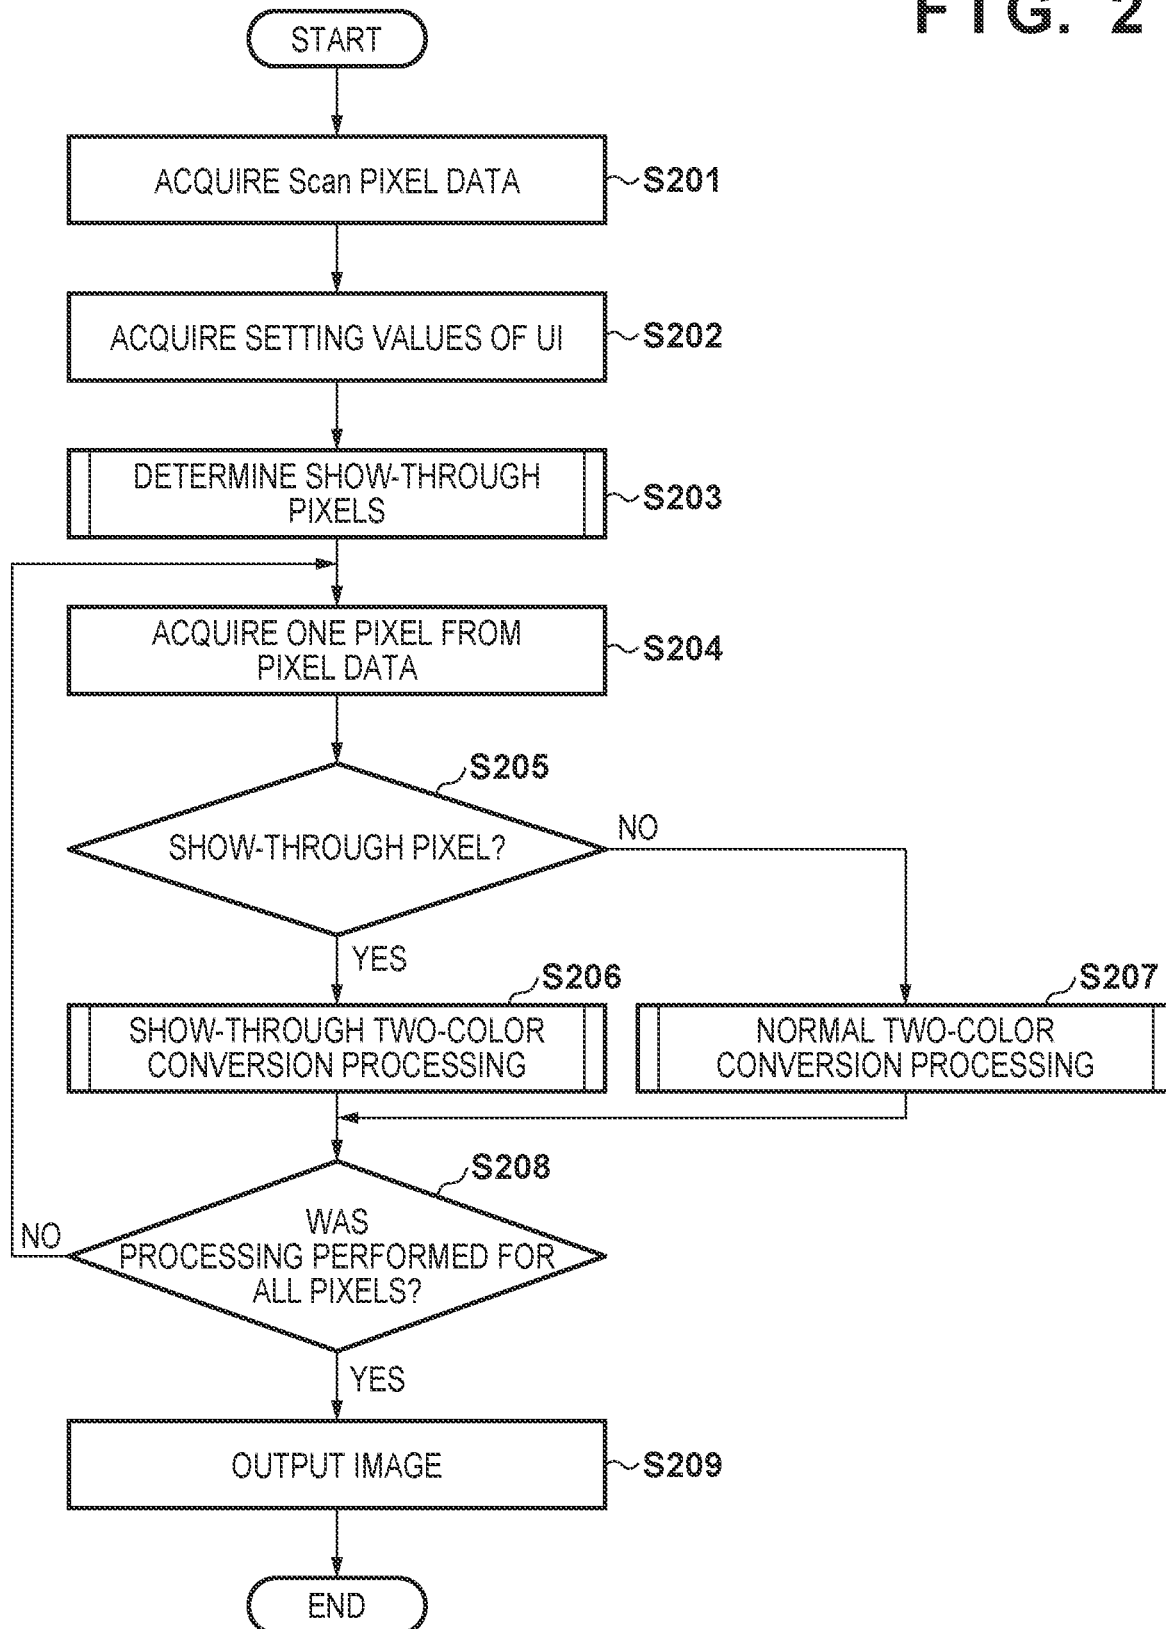 FIG. 2
START
ACQUIRE Scan PIXEL DATA
S201
ACQUIRE SETTING VALUES OF UI
S202
DETERMINE SHOW-THROUGH
PIXELS
S203
ACQUIRE ONE PIXEL FROM
PIXEL DATA
S204
S205
SHOW-THROUGH PIXEL?
NO
YES
S206
SHOW-THROUGH TWO-COLOR
CONVERSION PROCESSING
S207
NORMAL TWO-COLOR
CONVERSION PROCESSING
S208
WAS
PROCESSING PERFORMED FOR
ALL PIXELS?
NO
YES
OUTPUT IMAGE
S209
END